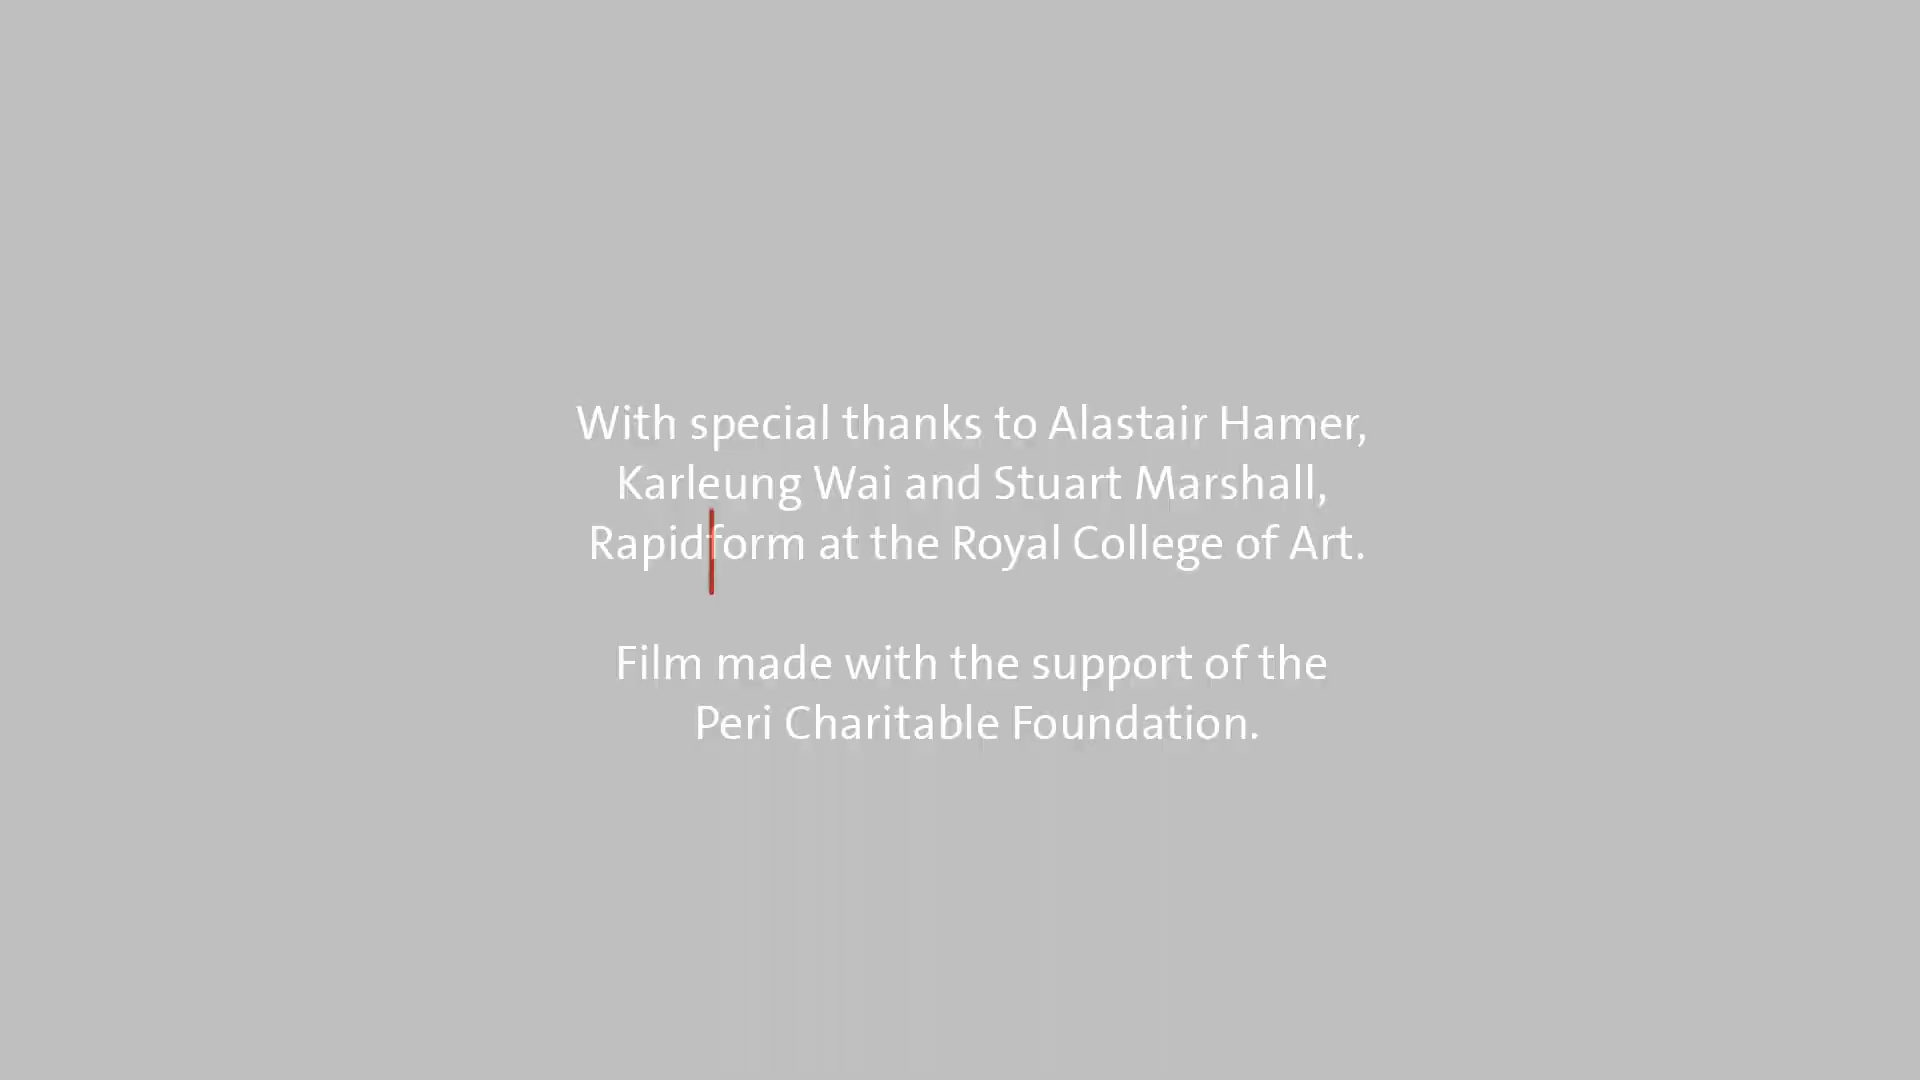 With special thanks to Alastair Hamer,
Karleung Wai and Stuart Marshall,
Rapidform at the Royal College of Art.
Film made with the support of the
Peri Charitable Foundation.